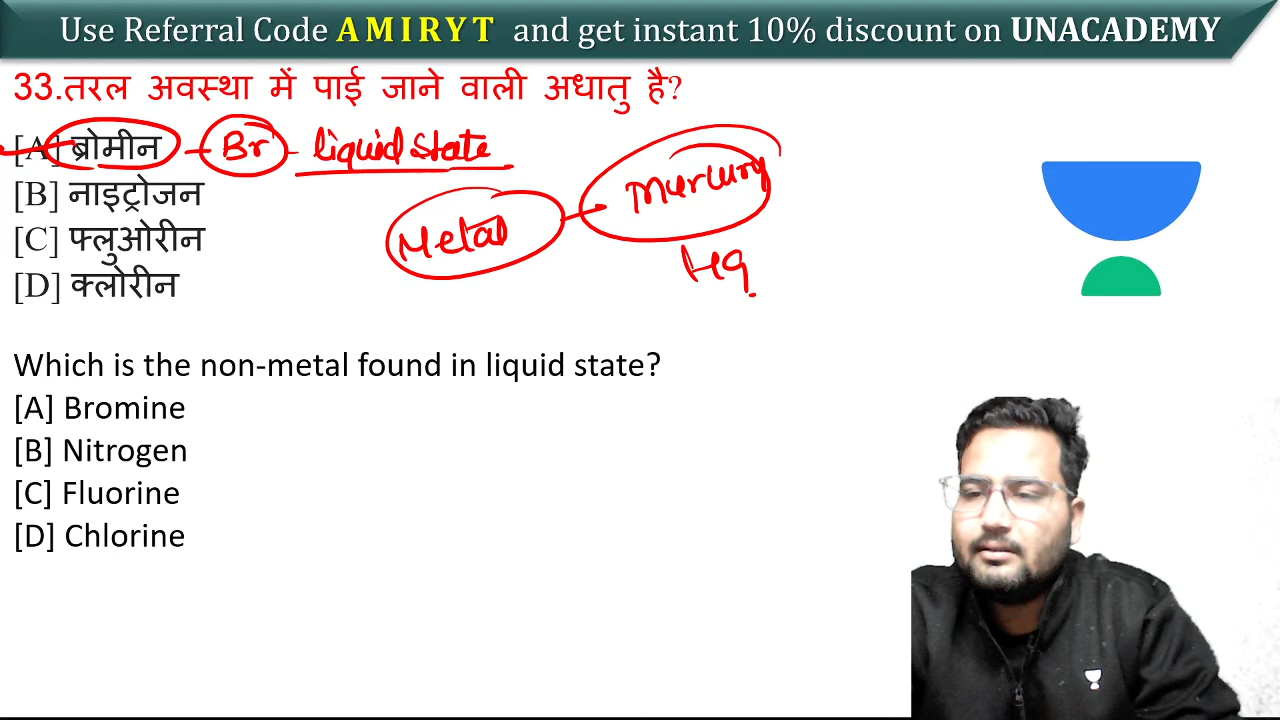 Use Referral Code AMIRYT and get instant 10% discount on UNACADEMY
33.तरल अवस्था में पाई जाने वाली अधातु है?
[A] ब्रोमीन - Br - liquid state
[B] नाइट्रोजन
Metal - Mercury
[C] फ्लुओरीन
Hg
[D] क्लोरीन
Which is the non-metal found in liquid state?
[A] Bromine
[B] Nitrogen
[C] Fluorine
[D] Chlorine